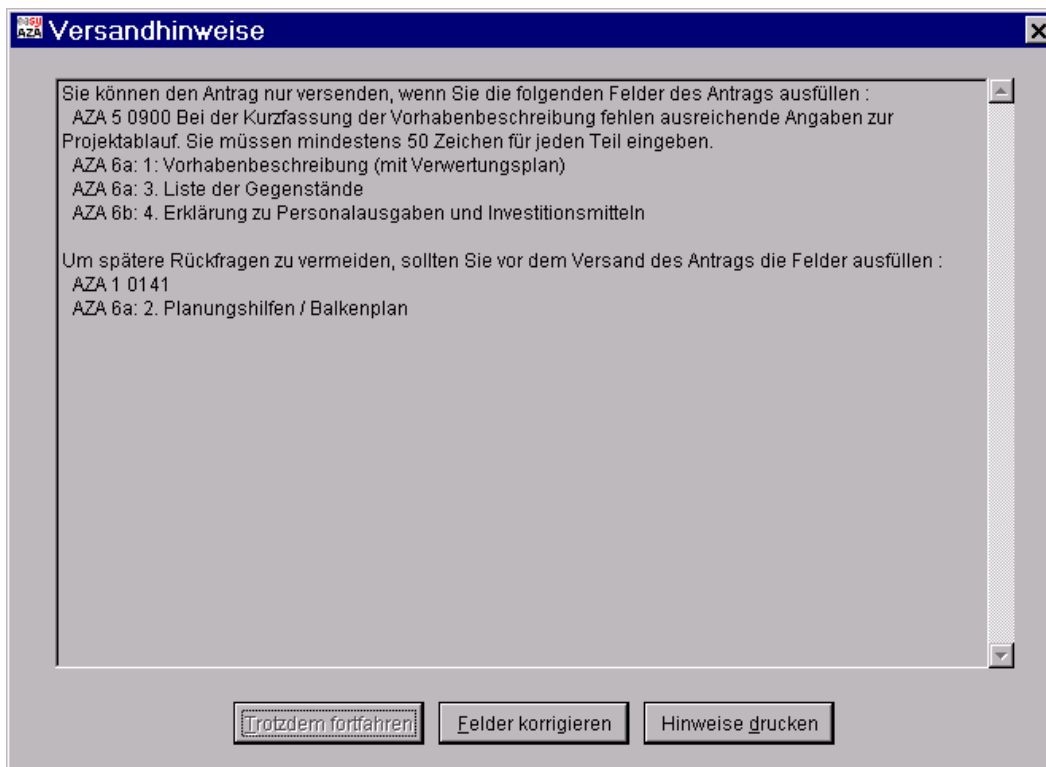 easy
AZA Versandhinweise
Sie können den Antrag nur versenden, wenn Sie die folgenden Felder des Antrags ausfüllen :
AZA 5 0900 Bei der Kurzfassung der Vorhabenbeschreibung fehlen ausreichende Angaben zur
Projektablauf. Sie müssen mindestens 50 Zeichen für jeden Teil eingeben.
AZA 6a: 1: Vorhabenbeschreibung (mit Verwertungsplan)
AZA 6a: 3. Liste der Gegenstände
AZA 6b: 4. Erklärung zu Personalausgaben und Investitionsmitteln
Um spätere Rückfragen zu vermeiden, sollten Sie vor dem Versand des Antrags die Felder ausfüllen :
AZA 1 0141
AZA 6a: 2. Planungshilfen / Balkenplan
Trotzdem fortfahren Felder korrigieren Hinweise drucken